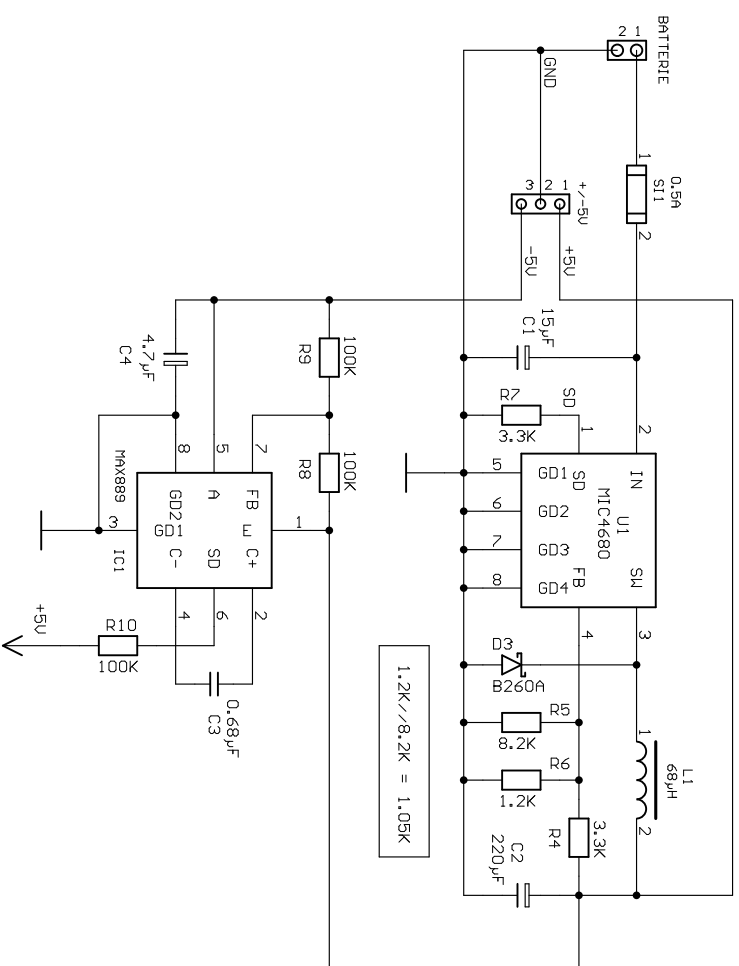 BATTERIE
2 1
GND
1
0.5A
SI1
2
3 2 1
+/-5V
-5V
+5V
15µF
C1
4.7µF
C4
R9
100K
R7
3.3K
SD
1
2
8
5
7
R8
100K
MAX889
GD2
A
FB
GD1
E
C-
SD
C+
3
1
IC1
4
6
2
5
6
7
8
GD1
GD2
GD3
GD4
SD
FB
IN
SW
U1
MIC4680
4
3
+5V
R10
100K
0.68µF
C3
D3
B260A
R5
8.2K
R6
1.2K
1.2K//8.2K = 1.05K
1
L1
68µH
2
R4
3.3K
C2
220µF